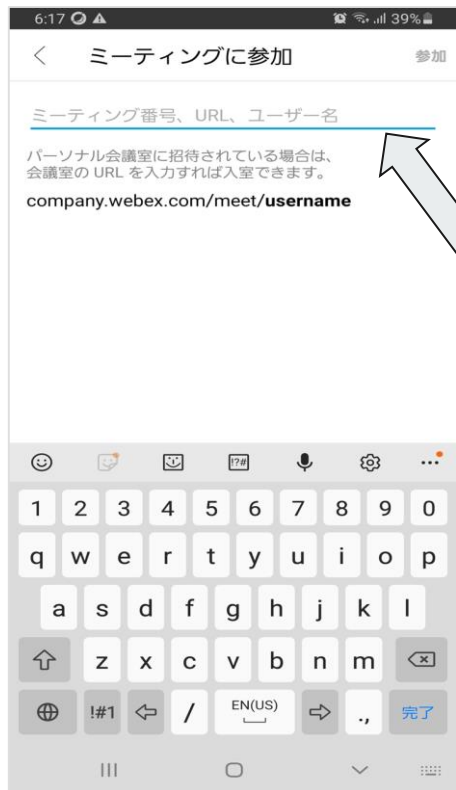 6:17 39%
ミーティングに参加 参加
ミーティング番号、URL、ユーザー名
パーソナル会議室に招待されている場合は、
会議室の URL を入力すれば入室できます。
company.webex.com/meet/username
!?#
1 2 3 4 5 6 7 8 9 0
q w e r t y u i o p
a s d f g h j k l
z x c v b n m
!#1 / EN(US) ., 完了